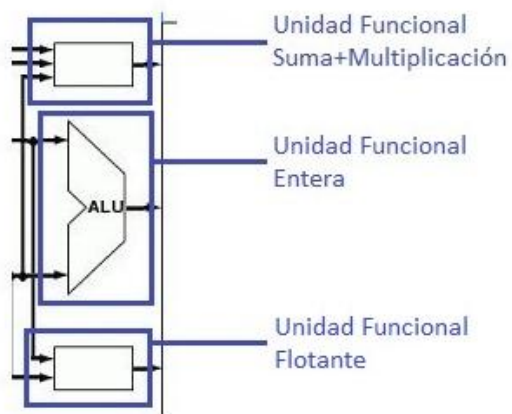 Unidad Funcional
Suma+Multiplicación
Unidad Funcional
Entera
ALU
Unidad Funcional
Flotante